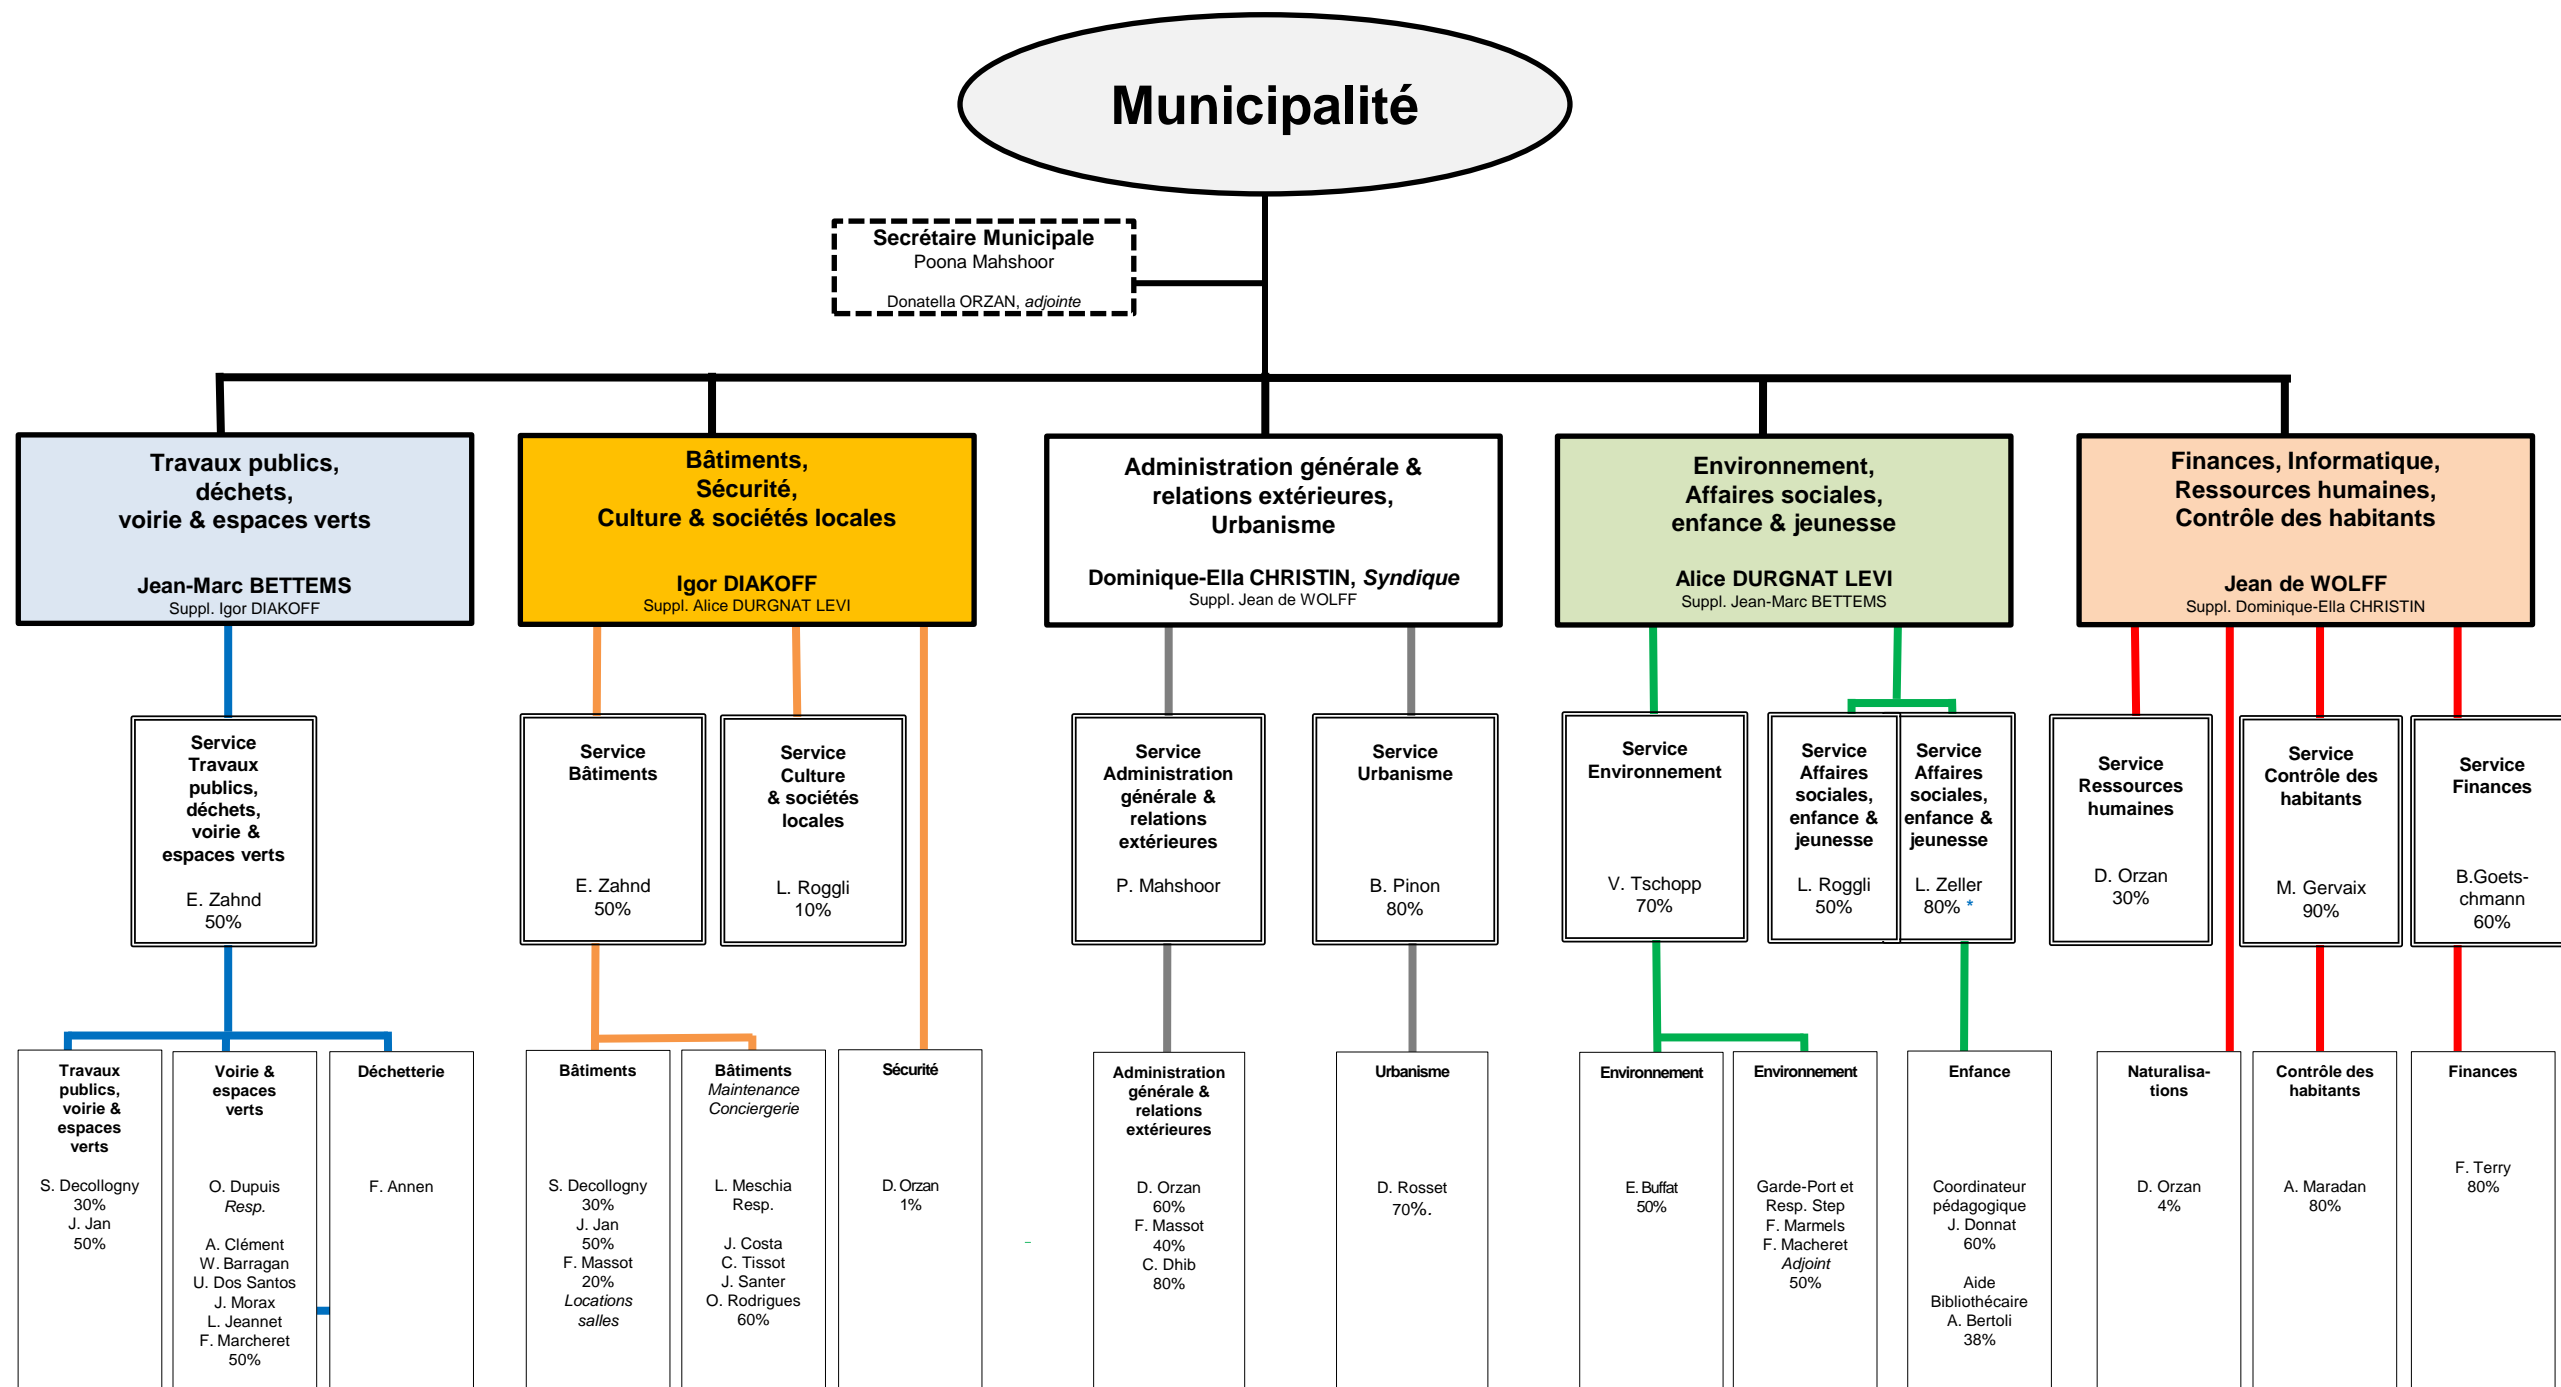 Municipalité
Secrétaire Municipale
Poona Mahshoor
Donatella ORZAN, adjointe
Travaux publics,
déchets,
voirie & espaces verts
Jean-Marc BETTEMS
Suppl. Igor DIAKOFF
Bâtiments,
Sécurité,
Culture & sociétés locales
Igor DIAKOFF
Suppl. Alice DURGNAT LEVI
Administration générale &
relations extérieures,
Urbanisme
Dominique-Ella CHRISTIN, Syndique
Suppl. Jean de WOLFF
Environnement,
Affaires sociales,
enfance & jeunesse
Alice DURGNAT LEVI
Suppl. Jean-Marc BETTEMS
Finances, Informatique,
Ressources humaines,
Contrôle des habitants
Jean de WOLFF
Suppl. Dominique-Ella CHRISTIN
Service
Travaux
publics,
déchets,
voirie &
espaces verts
E. Zahnd
50%
Service
Bâtiments
E. Zahnd
50%
Service
Culture
& sociétés
locales
L. Roggli
10%
Service
Administration
générale &
relations
extérieures
P. Mahshoor
Service
Urbanisme
B. Pinon
80%
Service
Environnement
V. Tschopp
70%
Service
Affaires
sociales,
enfance &
jeunesse
L. Roggli
50%
Service
Affaires
sociales,
enfance &
jeunesse
L. Zeller
80% *
Service
Ressources
humaines
D. Orzan
30%
Service
Contrôle des
habitants
M. Gervaix
90%
Service
Finances
B.Goets-
chmann
60%
Travaux
publics,
voirie &
espaces
verts
S. Decollogny
30%
J. Jan
50%
Voirie &
espaces
verts
O. Dupuis
Resp.
A. Clément
W. Barragan
U. Dos Santos
J. Morax
L. Jeannet
F. Marcheret
50%
Déchetterie
F. Annen
Bâtiments
S. Decollogny
30%
J. Jan
50%
F. Massot
20%
Locations
salles
Bâtiments
Maintenance
Conciergerie
L. Meschia
Resp.
J. Costa
C. Tissot
J. Santer
O. Rodrigues
60%
Sécurité
D. Orzan
1%
Administration
générale &
relations
extérieures
D. Orzan
60%
F. Massot
40%
C. Dhib
80%
Urbanisme
D. Rosset
70%.
Environnement
E. Buffat
50%
Environnement
Garde-Port et
Resp. Step
F. Marmels
F. Macheret
Adjoint
50%
Enfance
Coordinateur
pédagogique
J. Donnat
60%
Aide
Bibliothécaire
A. Bertoli
38%
Naturalisa-
tions
D. Orzan
4%
Contrôle des
habitants
A. Maradan
80%
Finances
F. Terry
80%